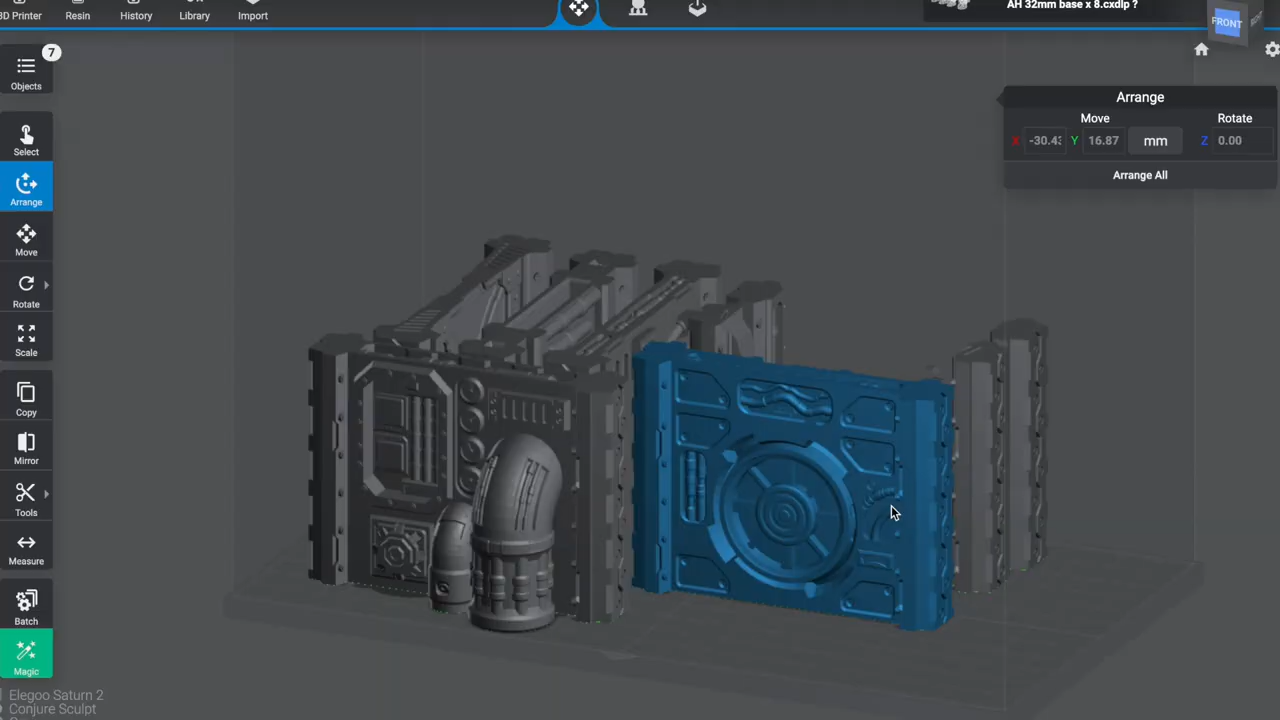 3D Printer
Resin
History
Library
Import
AH 32mm base x 8.cxdlp ?
FRONT
7
Objects
Select
Arrange
Move
Rotate
Scale
Copy
Mirror
Tools
Measure
Batch
Magic
Arrange
Move Rotate
X -30.43 Y 16.87 mm Z 0.00
Arrange All
Elegoo Saturn 2
Conjure Sculpt